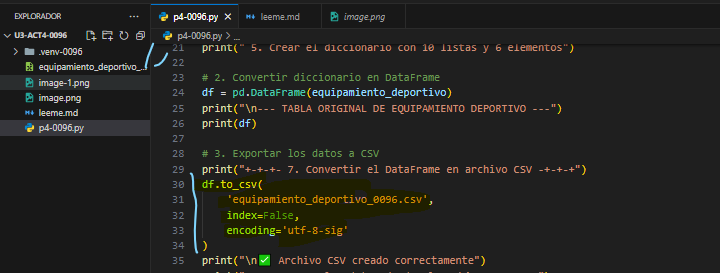 EXPLORADOR
U3-ACT4-0096
.venv-0096
equipamiento_deportivo_...
image-1.png
image.png
leeme.md
p4-0096.py
p4-0096.py
leeme.md
image.png
p4-0096.py > ...
21 print(" 5. Crear el diccionario con 10 listas y 6 elementos")
22
23 # 2. Convertir diccionario en DataFrame
24 df = pd.DataFrame(equipamiento_deportivo)
25 print("\n--- TABLA ORIGINAL DE EQUIPAMIENTO DEPORTIVO ---")
26 print(df)
27
28 # 3. Exportar los datos a CSV
29 print("+-+-+- 7. Convertir el DataFrame en archivo CSV -+-+-+")
30 df.to_csv(
31 'equipamiento_deportivo_0096.csv',
32 index=False,
33 encoding='utf-8-sig'
34 )
35 print("\n✅ Archivo CSV creado correctamente")